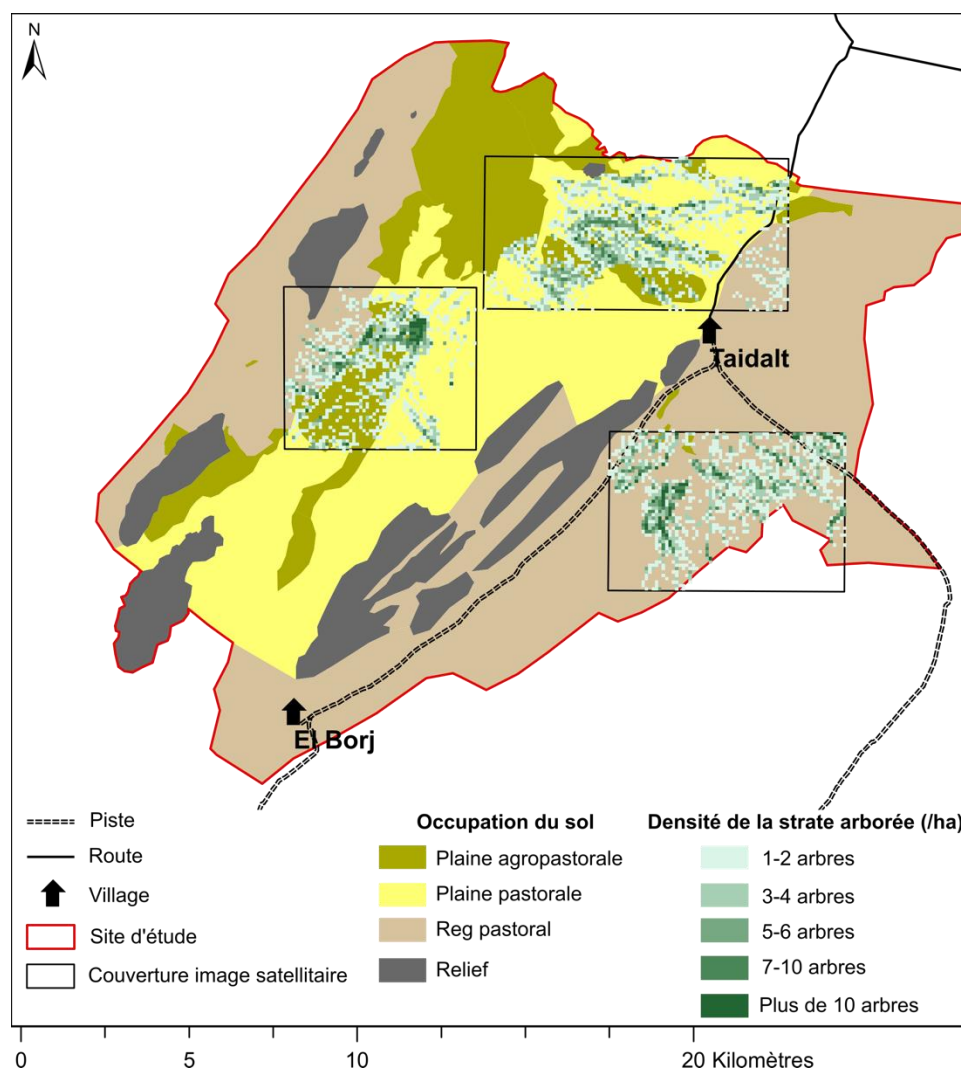 N
Taidalt
El Borj
Piste
Route
Village
Site d'étude
Couverture image satellitaire
Occupation du sol
Plaine agropastorale
Plaine pastorale
Reg pastoral
Relief
Densité de la strate arborée (/ha)
1-2 arbres
3-4 arbres
5-6 arbres
7-10 arbres
Plus de 10 arbres
0 5 10 20 Kilomètres